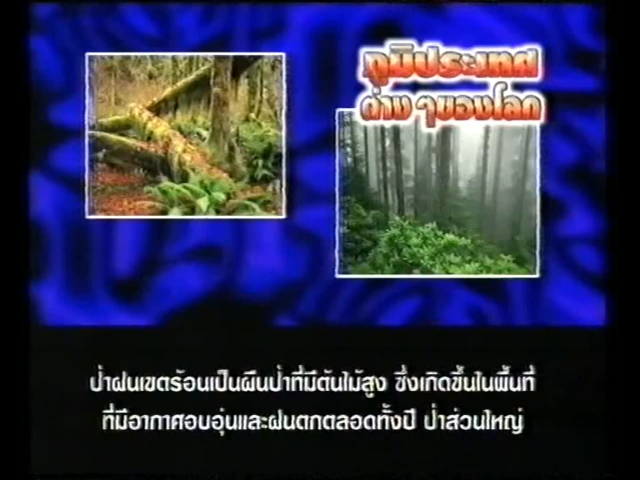 ภูมิประเทศ
ต่าง ๆของโลก
ป่าฝนเขตร้อนเป็นผืนป่าที่มีต้นไม้สูง ซึ่งเกิดขึ้นในพื้นที่
ที่มีอากาศอบอุ่นและฝนตกตลอดทั้งปี ป่าส่วนใหญ่